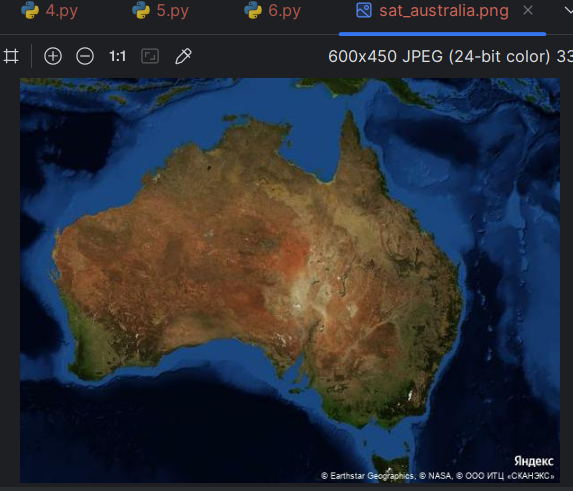 4.py 5.py 6.py sat_australia.png
1:1 600x450 JPEG (24-bit color) 33
Яндекс
© Earthstar Geographics, © NASA, © ООО ИТЦ «СКАНЭКС»